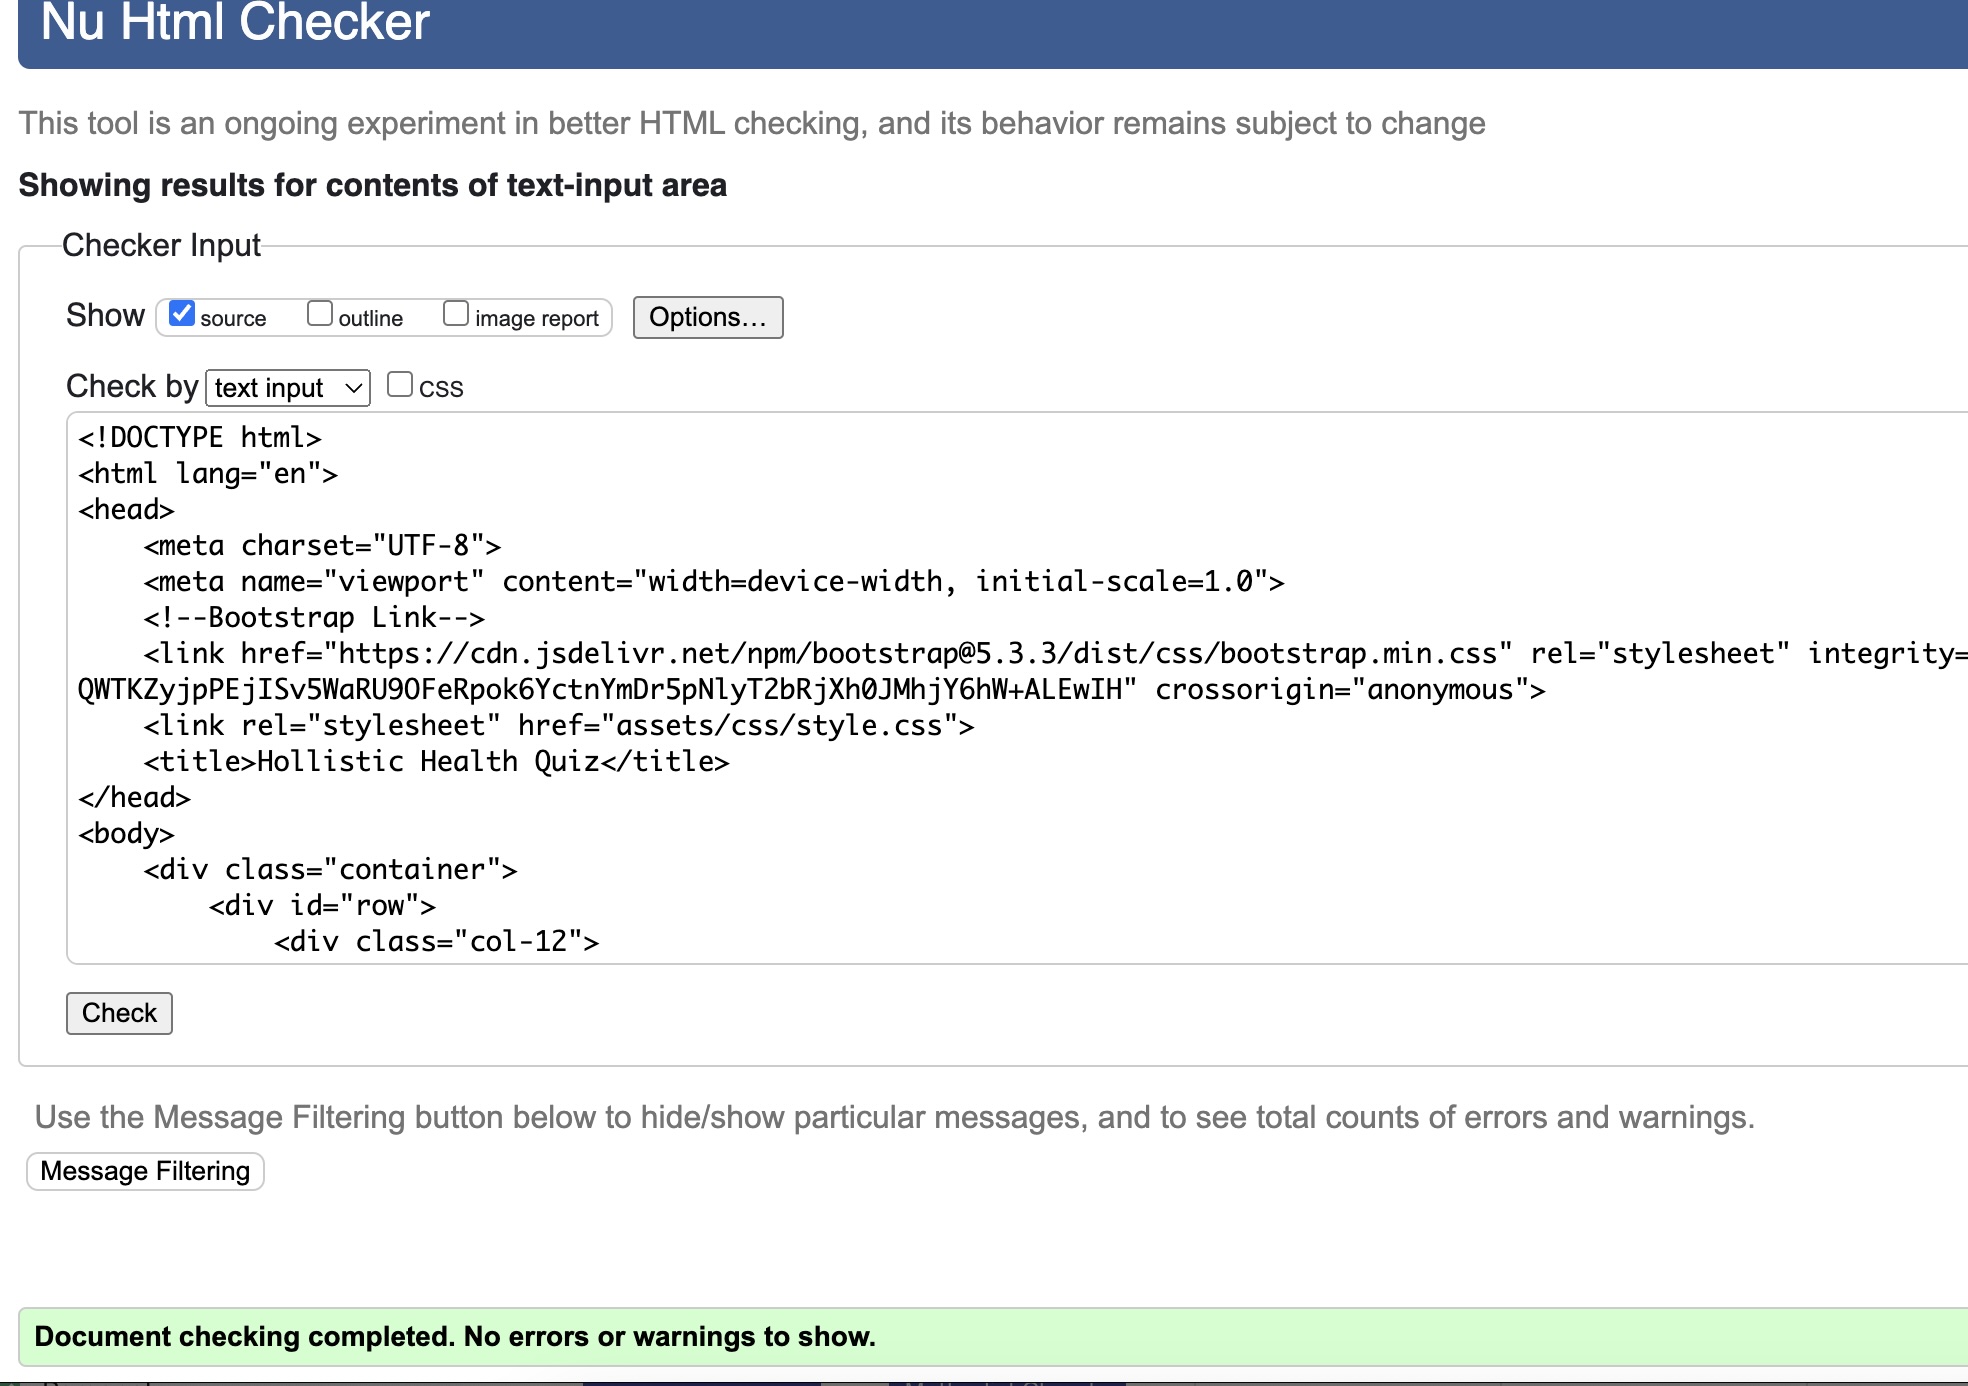 Nu Html Checker
This tool is an ongoing experiment in better HTML checking, and its behavior remains subject to change
Showing results for contents of text-input area
Checker Input
Show source outline image report Options...
Check by text input css
<!DOCTYPE html>
<html lang="en">
<head>
    <meta charset="UTF-8">
    <meta name="viewport" content="width=device-width, initial-scale=1.0">
    <!--Bootstrap Link-->
    <link href="https://cdn.jsdelivr.net/npm/bootstrap@5.3.3/dist/css/bootstrap.min.css" rel="stylesheet" integrity=
QWTKZyjpPEjISv5WaRU9OFeRpok6YctnYmDr5pNlyT2bRjXh0JMhjY6hW+ALEwIH" crossorigin="anonymous">
    <link rel="stylesheet" href="assets/css/style.css">
    <title>Hollistic Health Quiz</title>
</head>
<body>
    <div class="container">
        <div id="row">
            <div class="col-12">
Check
Use the Message Filtering button below to hide/show particular messages, and to see total counts of errors and warnings.
Message Filtering
Document checking completed. No errors or warnings to show.